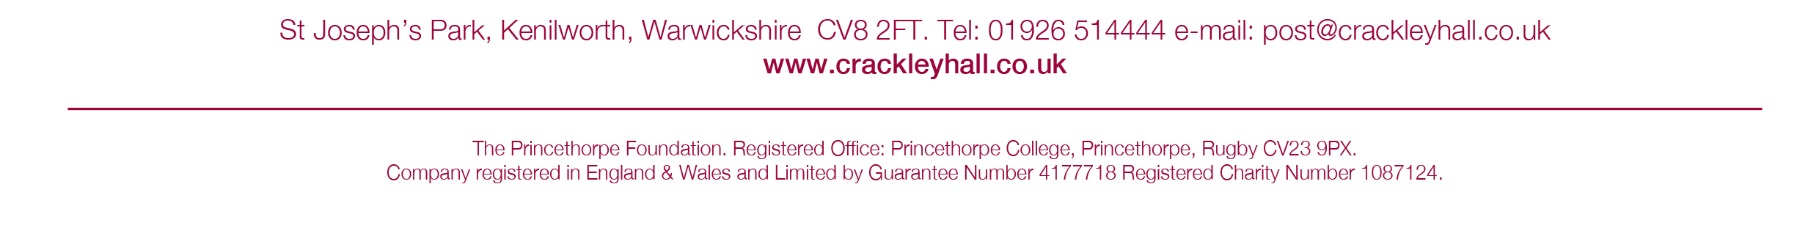 St Joseph’s Park, Kenilworth, Warwickshire  CV8 2FT. Tel: 01926 514444 e-mail: post@crackleyhall.co.uk
www.crackleyhall.co.uk
The Princethorpe Foundation. Registered Office: Princethorpe College, Princethorpe, Rugby CV23 9PX.
Company registered in England & Wales and Limited by Guarantee Number 4177718 Registered Charity Number 1087124.